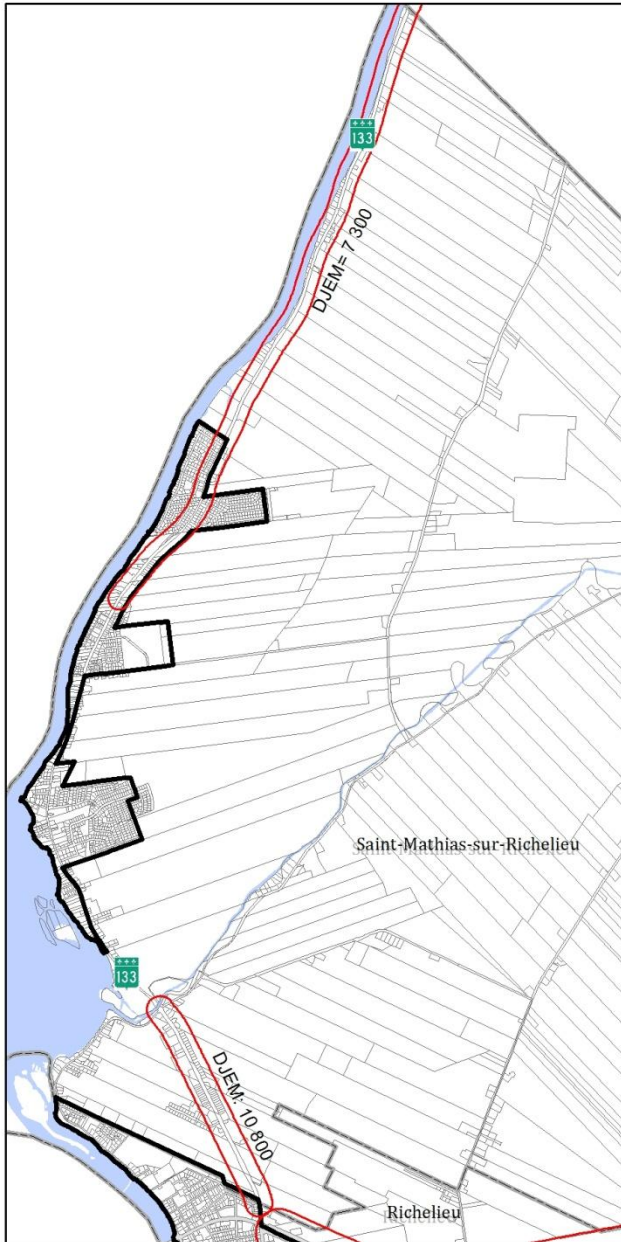 133
DJEM= 7 300
Saint-Mathias-sur-Richelieu
133
DJEM: 10 800
Richelieu